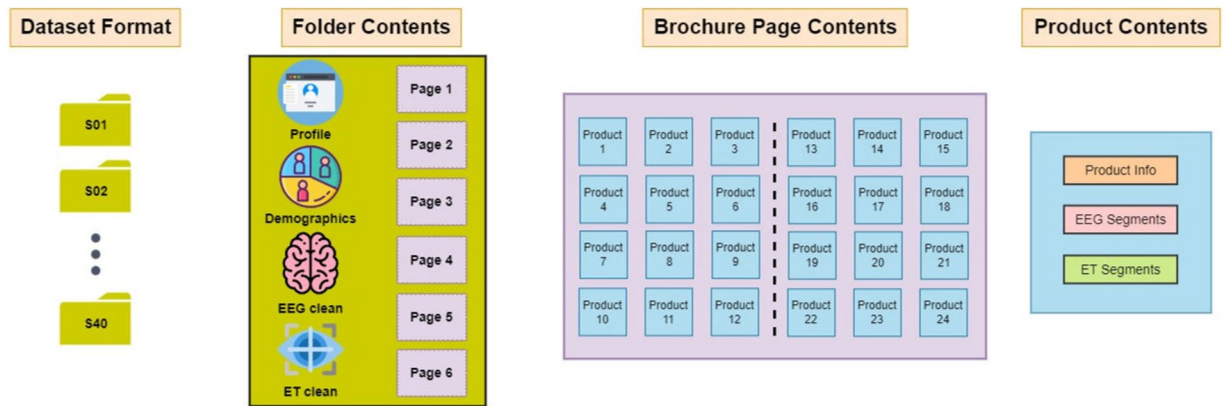 Dataset Format
Folder Contents
Brochure Page Contents
Product Contents
S01
S02
S40
Profile
Demographics
EEG clean
ET clean
Page 1
Page 2
Page 3
Page 4
Page 5
Page 6
Product
1
Product
2
Product
3
Product
13
Product
14
Product
15
Product
4
Product
5
Product
6
Product
16
Product
17
Product
18
Product
7
Product
8
Product
9
Product
19
Product
20
Product
21
Product
10
Product
11
Product
12
Product
22
Product
23
Product
24
Product Info
EEG Segments
ET Segments